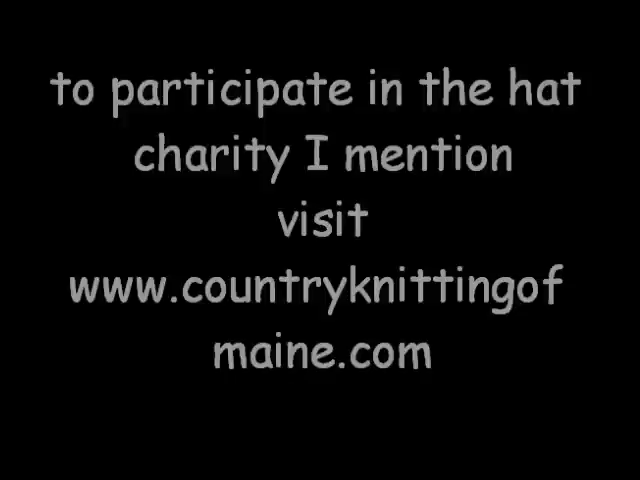 to participate in the hat
charity I mention
visit
www.countryknittingof
maine.com